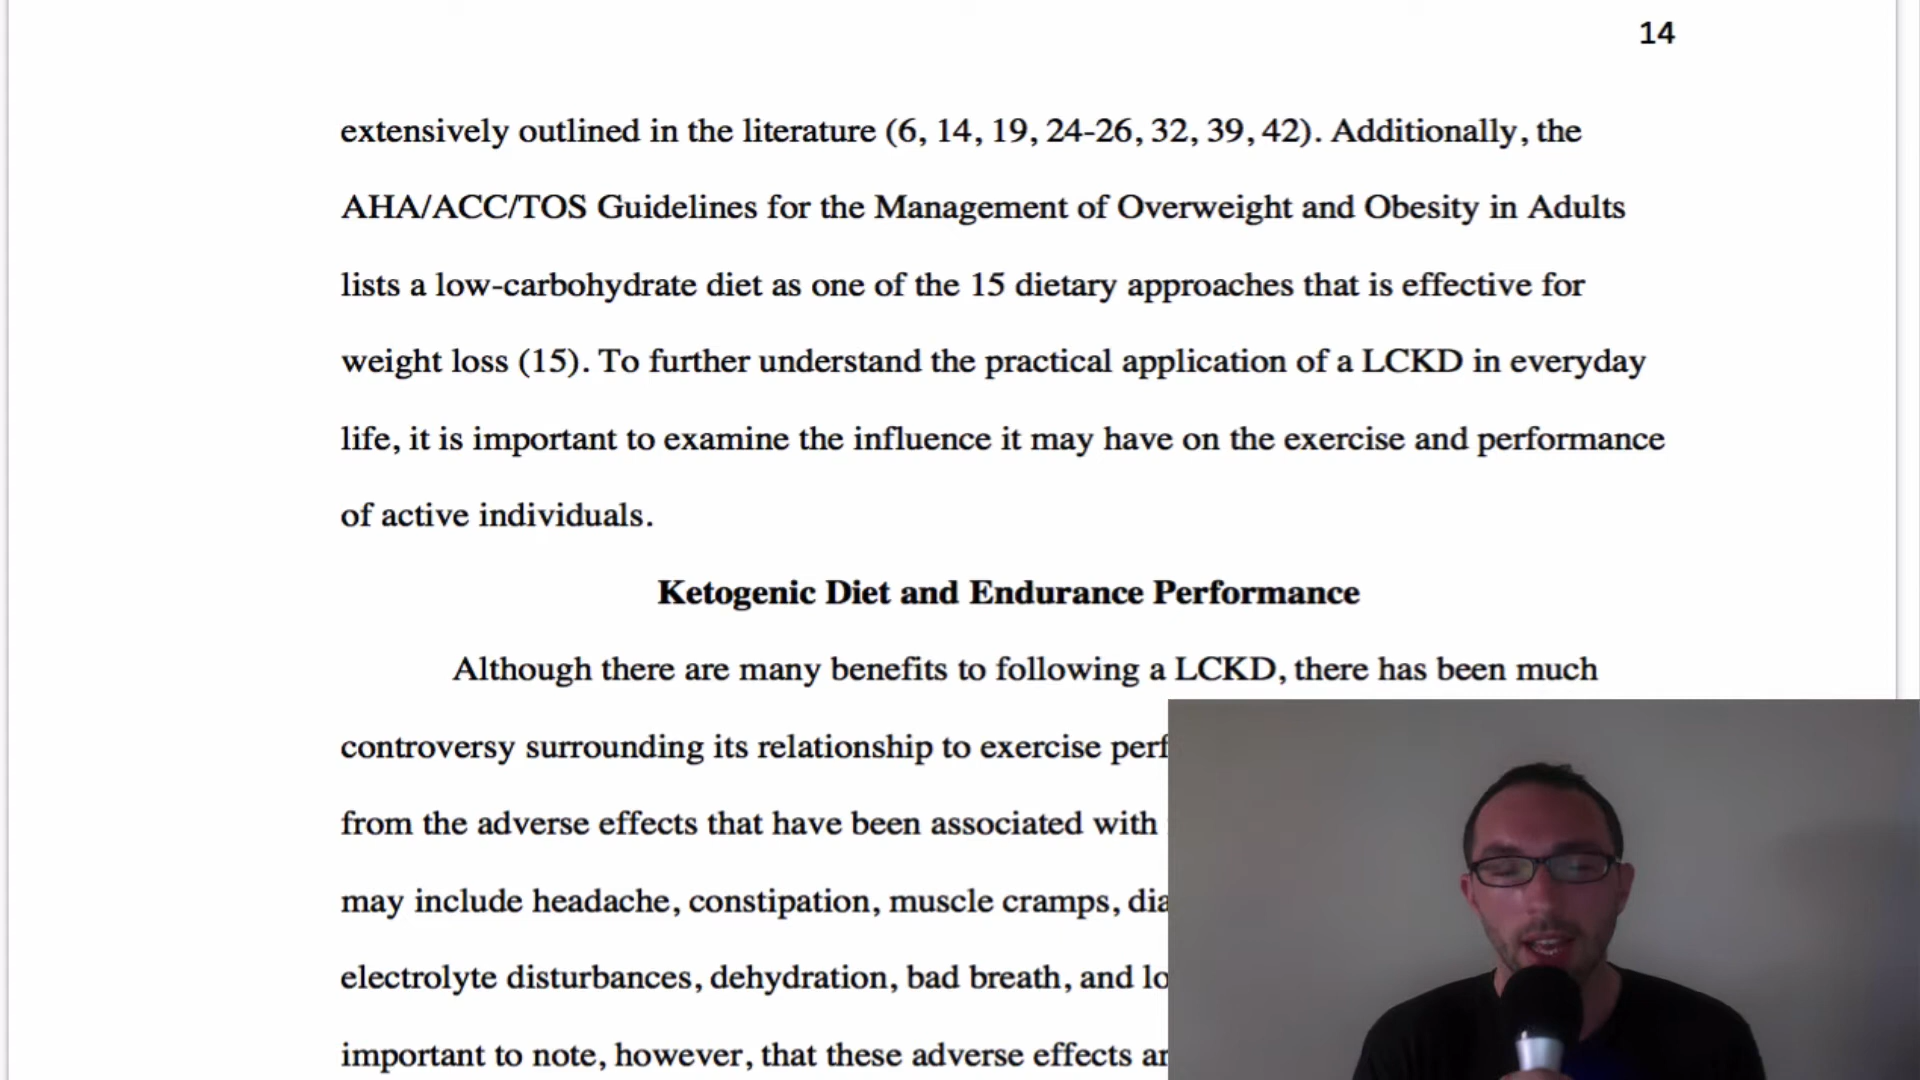 14
extensively outlined in the literature (6, 14, 19, 24-26, 32, 39, 42). Additionally, the
AHA/ACC/TOS Guidelines for the Management of Overweight and Obesity in Adults
lists a low-carbohydrate diet as one of the 15 dietary approaches that is effective for
weight loss (15). To further understand the practical application of a LCKD in everyday
life, it is important to examine the influence it may have on the exercise and performance
of active individuals.
Ketogenic Diet and Endurance Performance
Although there are many benefits to following a LCKD, there has been much
controversy surrounding its relationship to exercise
from the adverse effects that have been associated with
may include headache, constipation, muscle cramps,
electrolyte disturbances, dehydration, bad breath, and
important to note, however, that these adverse effects